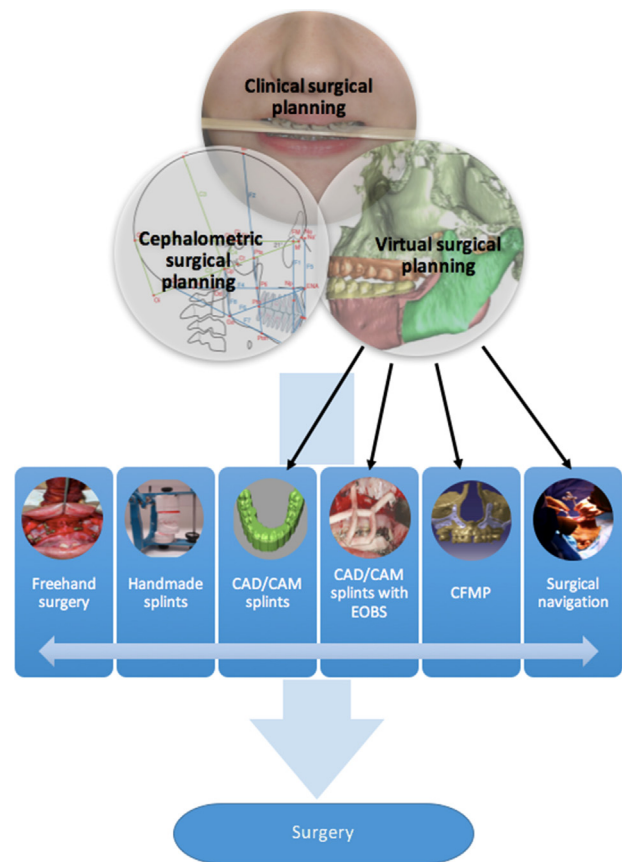 Clinical surgical
planning
Cephalometric
surgical
planning
Virtual surgical
planning
Freehand
surgery
Handmade
splints
CAD/CAM
splints
CAD/CAM
splints with
EOBS
CFMP
Surgical
navigation
Surgery